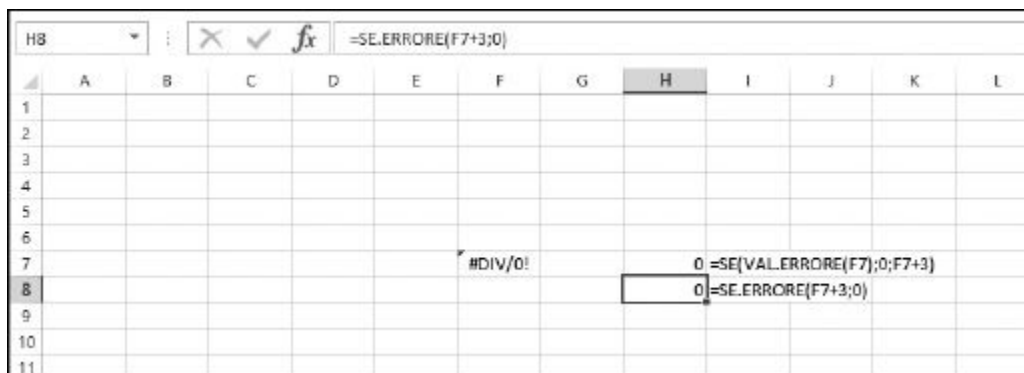 H8 fx =SE.ERRORE(F7+3;0)
A B C D E F G H I J K L
1
2
3
4
5
6
7 #DIV/0! 0 =SE(VAL.ERRORE(F7);0;F7+3)
8 0 =SE.ERRORE(F7+3;0)
9
10
11